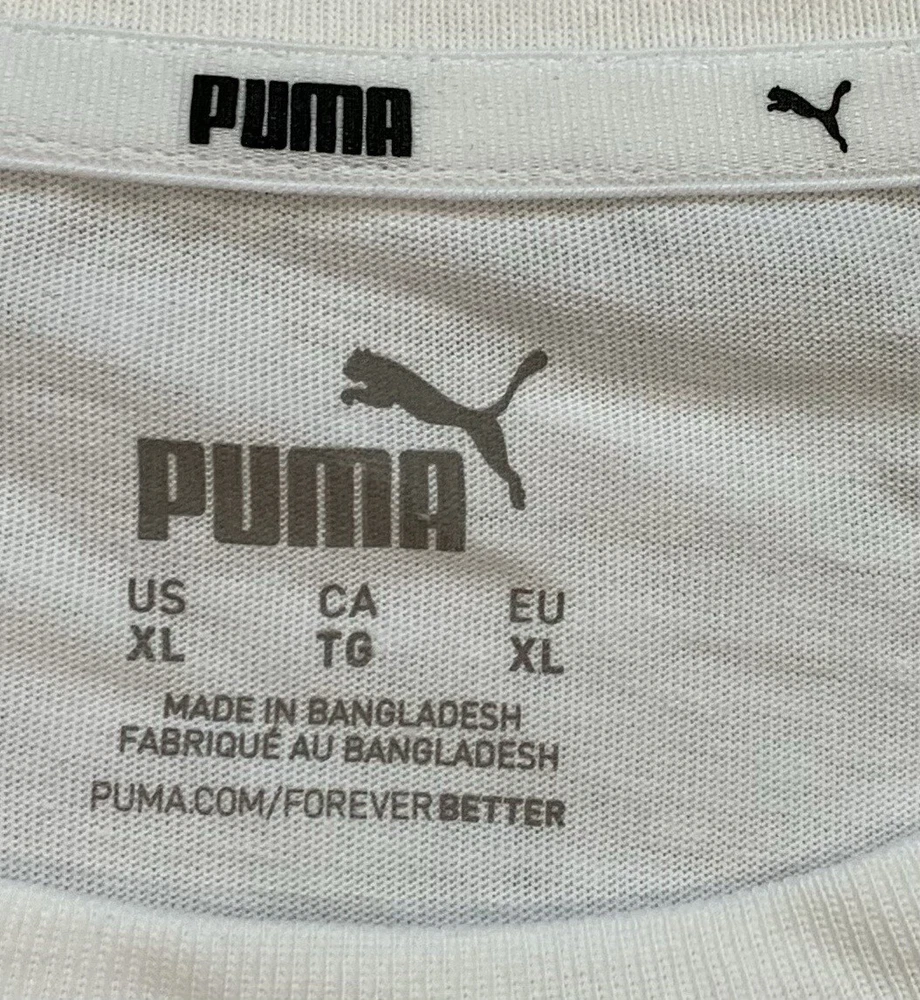 PUMA
PUMA
US CA EU
XL TG XL
MADE IN BANGLADESH
FABRIQUÉ AU BANGLADESH
PUMA.COM/FOREVERBETTER